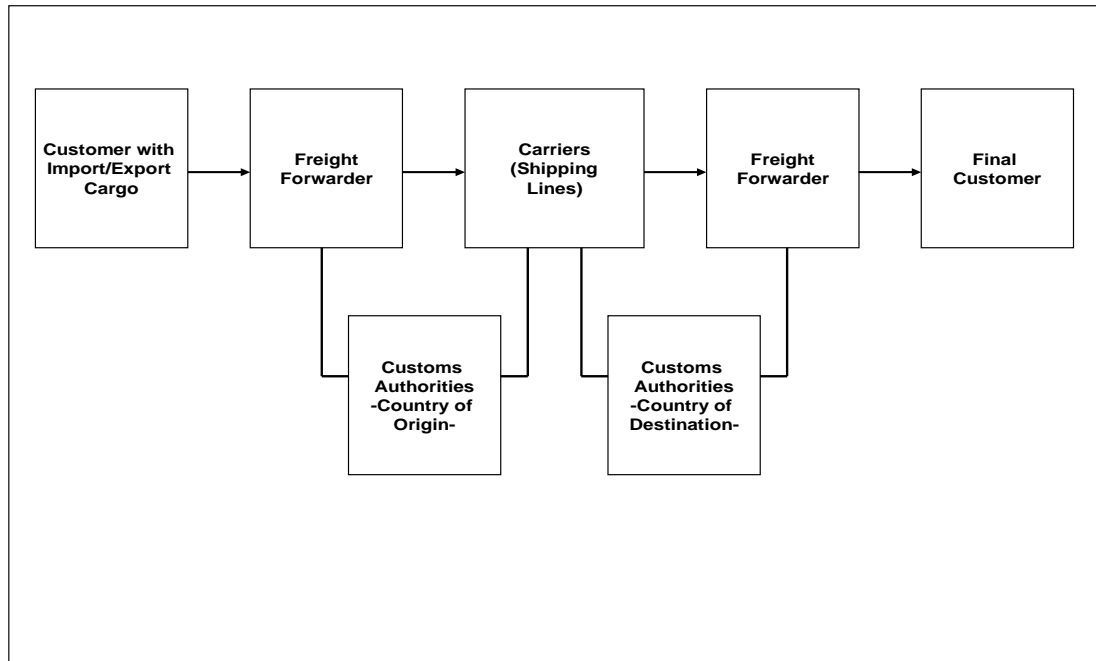 Customer with
Import/Export
Cargo
Freight
Forwarder
Carriers
(Shipping
Lines)
Freight
Forwarder
Final
Customer
Customs
Authorities
-Country of
Origin-
Customs
Authorities
-Country of
Destination-